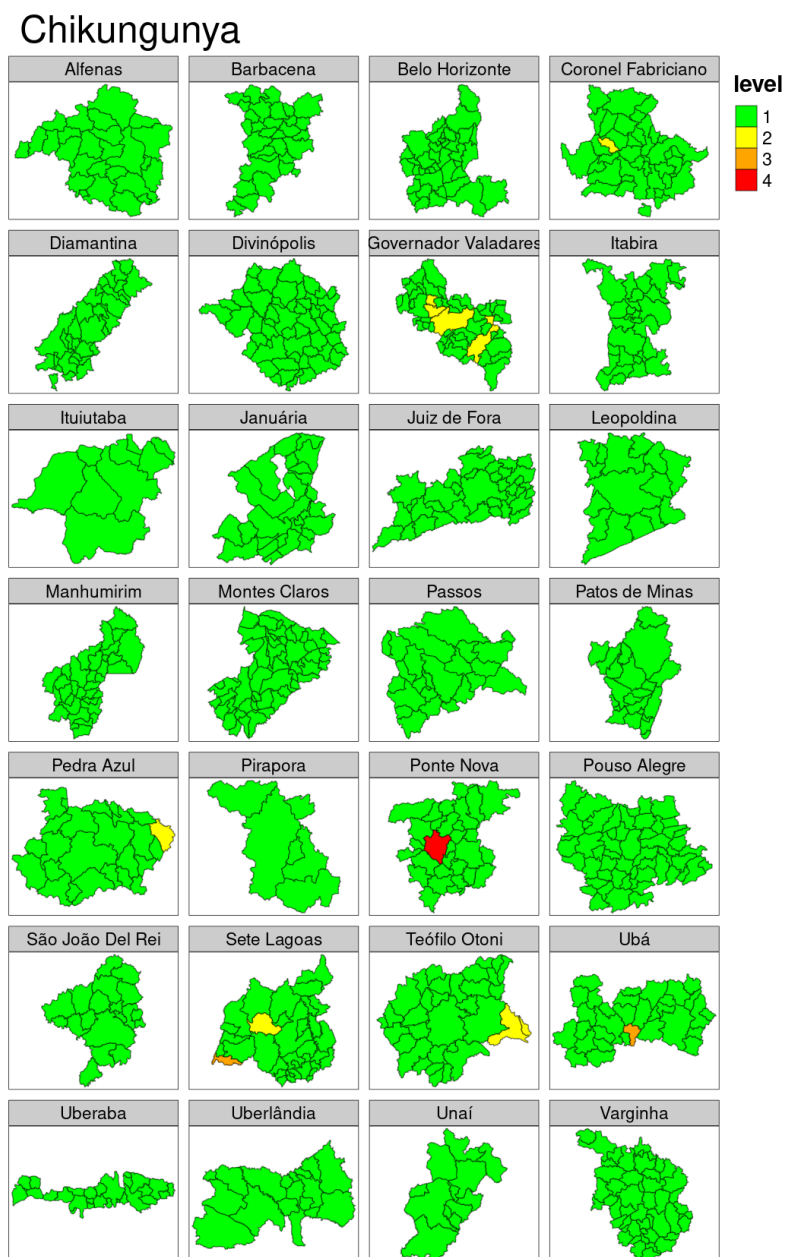 Chikungunya
Alfenas
Barbacena
Belo Horizonte
Coronel Fabriciano
level
1
2
3
4
Diamantina
Divinópolis
Governador Valadares
Itabira
Ituiutaba
Januária
Juiz de Fora
Leopoldina
Manhumirim
Montes Claros
Passos
Patos de Minas
Pedra Azul
Pirapora
Ponte Nova
Pouso Alegre
São João Del Rei
Sete Lagoas
Teófilo Otoni
Ubá
Uberaba
Uberlândia
Unaí
Varginha